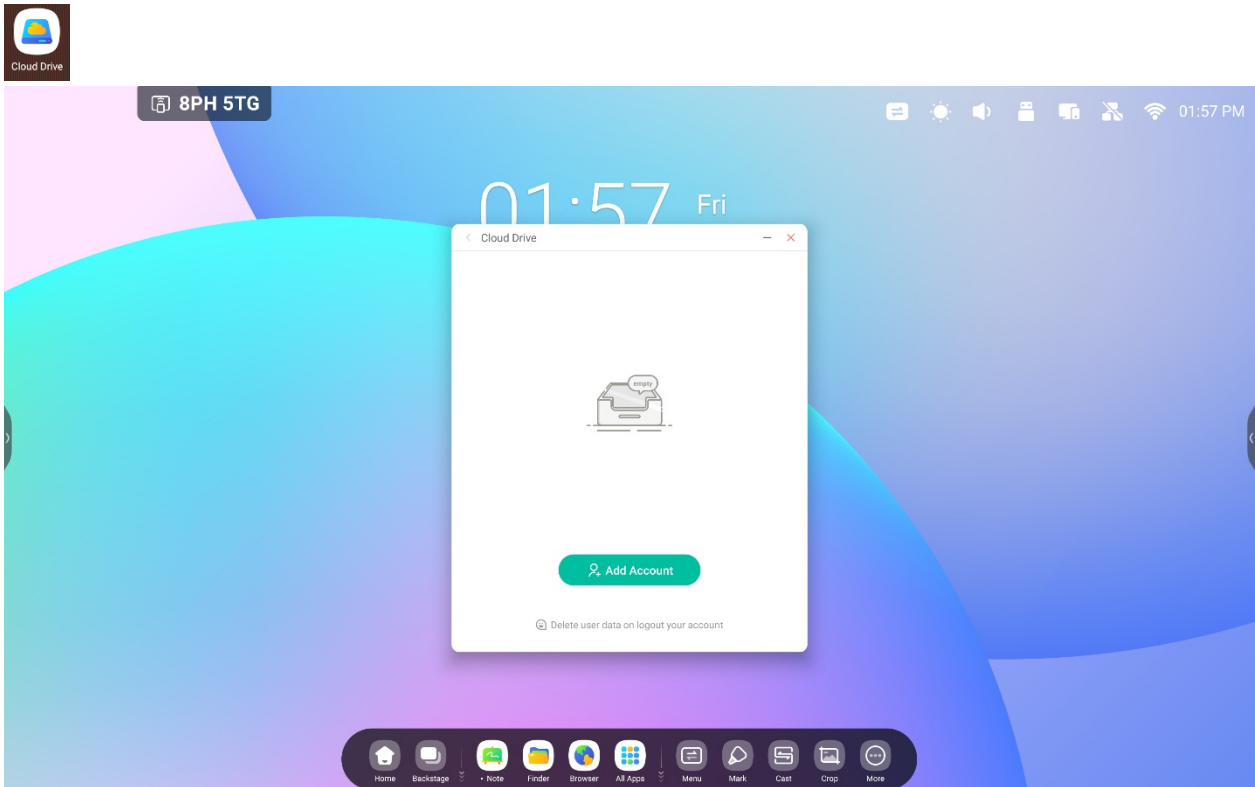 Cloud Drive
8PH 5TG
01:57 PM
01:57 Fri
Cloud Drive
empty
Add Account
Delete user data on logout your account
Home Backstage • Note Finder Browser All Apps Menu Mark Cast Crop More